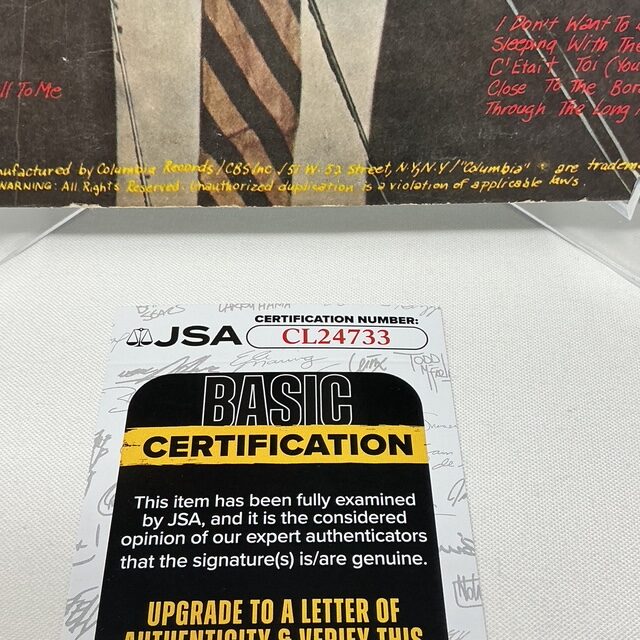 I Don't Want To
Sleeping With The
C'Etait Toi (You
Close To The Bor
Through The Long
ll To Me
nufactured by Columbia Records/CBS Inc./51 W. 52 Street, N.Y., N.Y./"Columbia" are tradem
WARNING: All Rights Reserved. Unauthorized duplication is a violation of applicable laws.
CERTIFICATION NUMBER:
JSA CL24733
BASIC
CERTIFICATION
This item has been fully examined
by JSA, and it is the considered
opinion of our expert authenticators
that the signature(s) is/are genuine.
UPGRADE TO A LETTER OF
AUTHENTICITY & VERIFY THIS